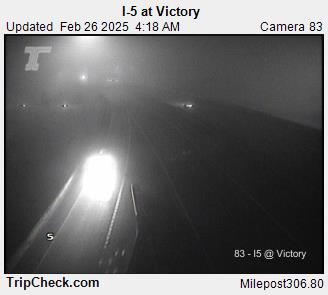 I-5 at Victory
Updated  Feb 26 2025  4:18 AM
Camera 83
T
S
83 - I5 @ Victory
TripCheck.com
Milepost306.80